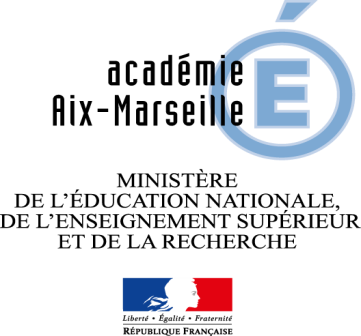 académie
Aix-Marseille
É
MINISTÈRE
DE L'ÉDUCATION NATIONALE,
DE L'ENSEIGNEMENT SUPÉRIEUR
ET DE LA RECHERCHE
Liberté • Égalité • Fraternité
RÉPUBLIQUE FRANÇAISE